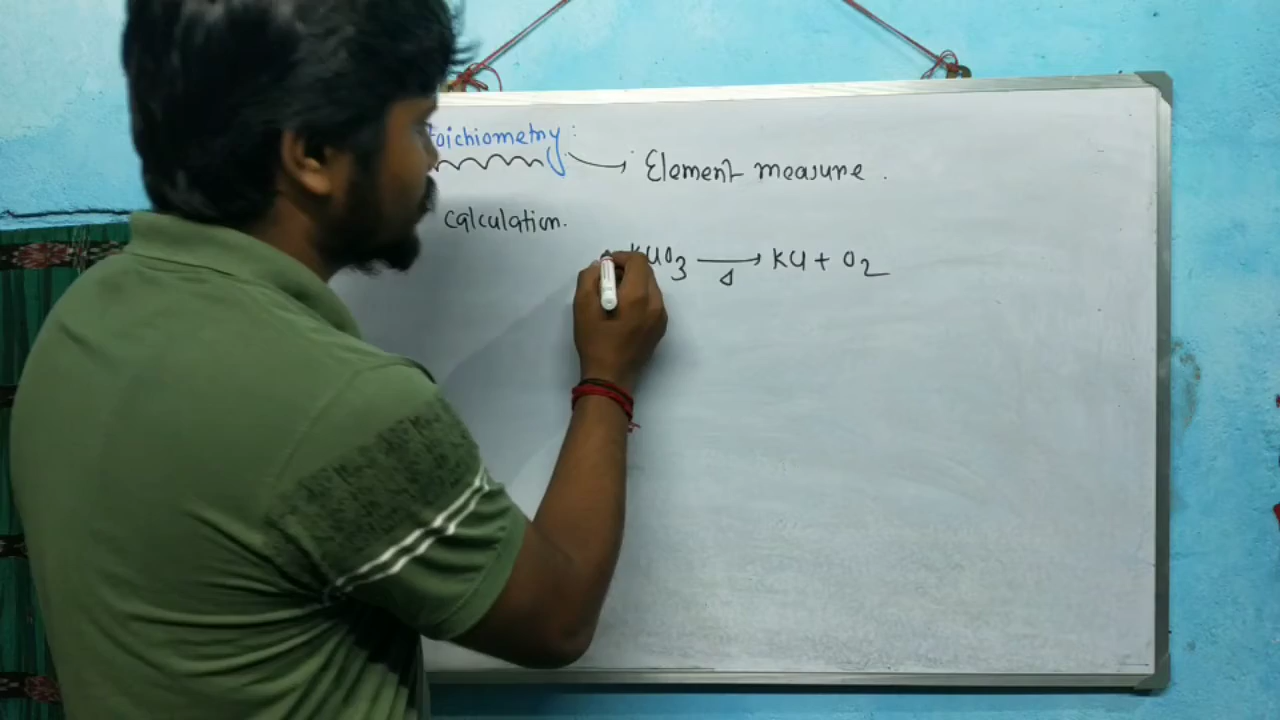 toichiometry: Element measure.
calculation.
KClO3 → Δ KCl + O2